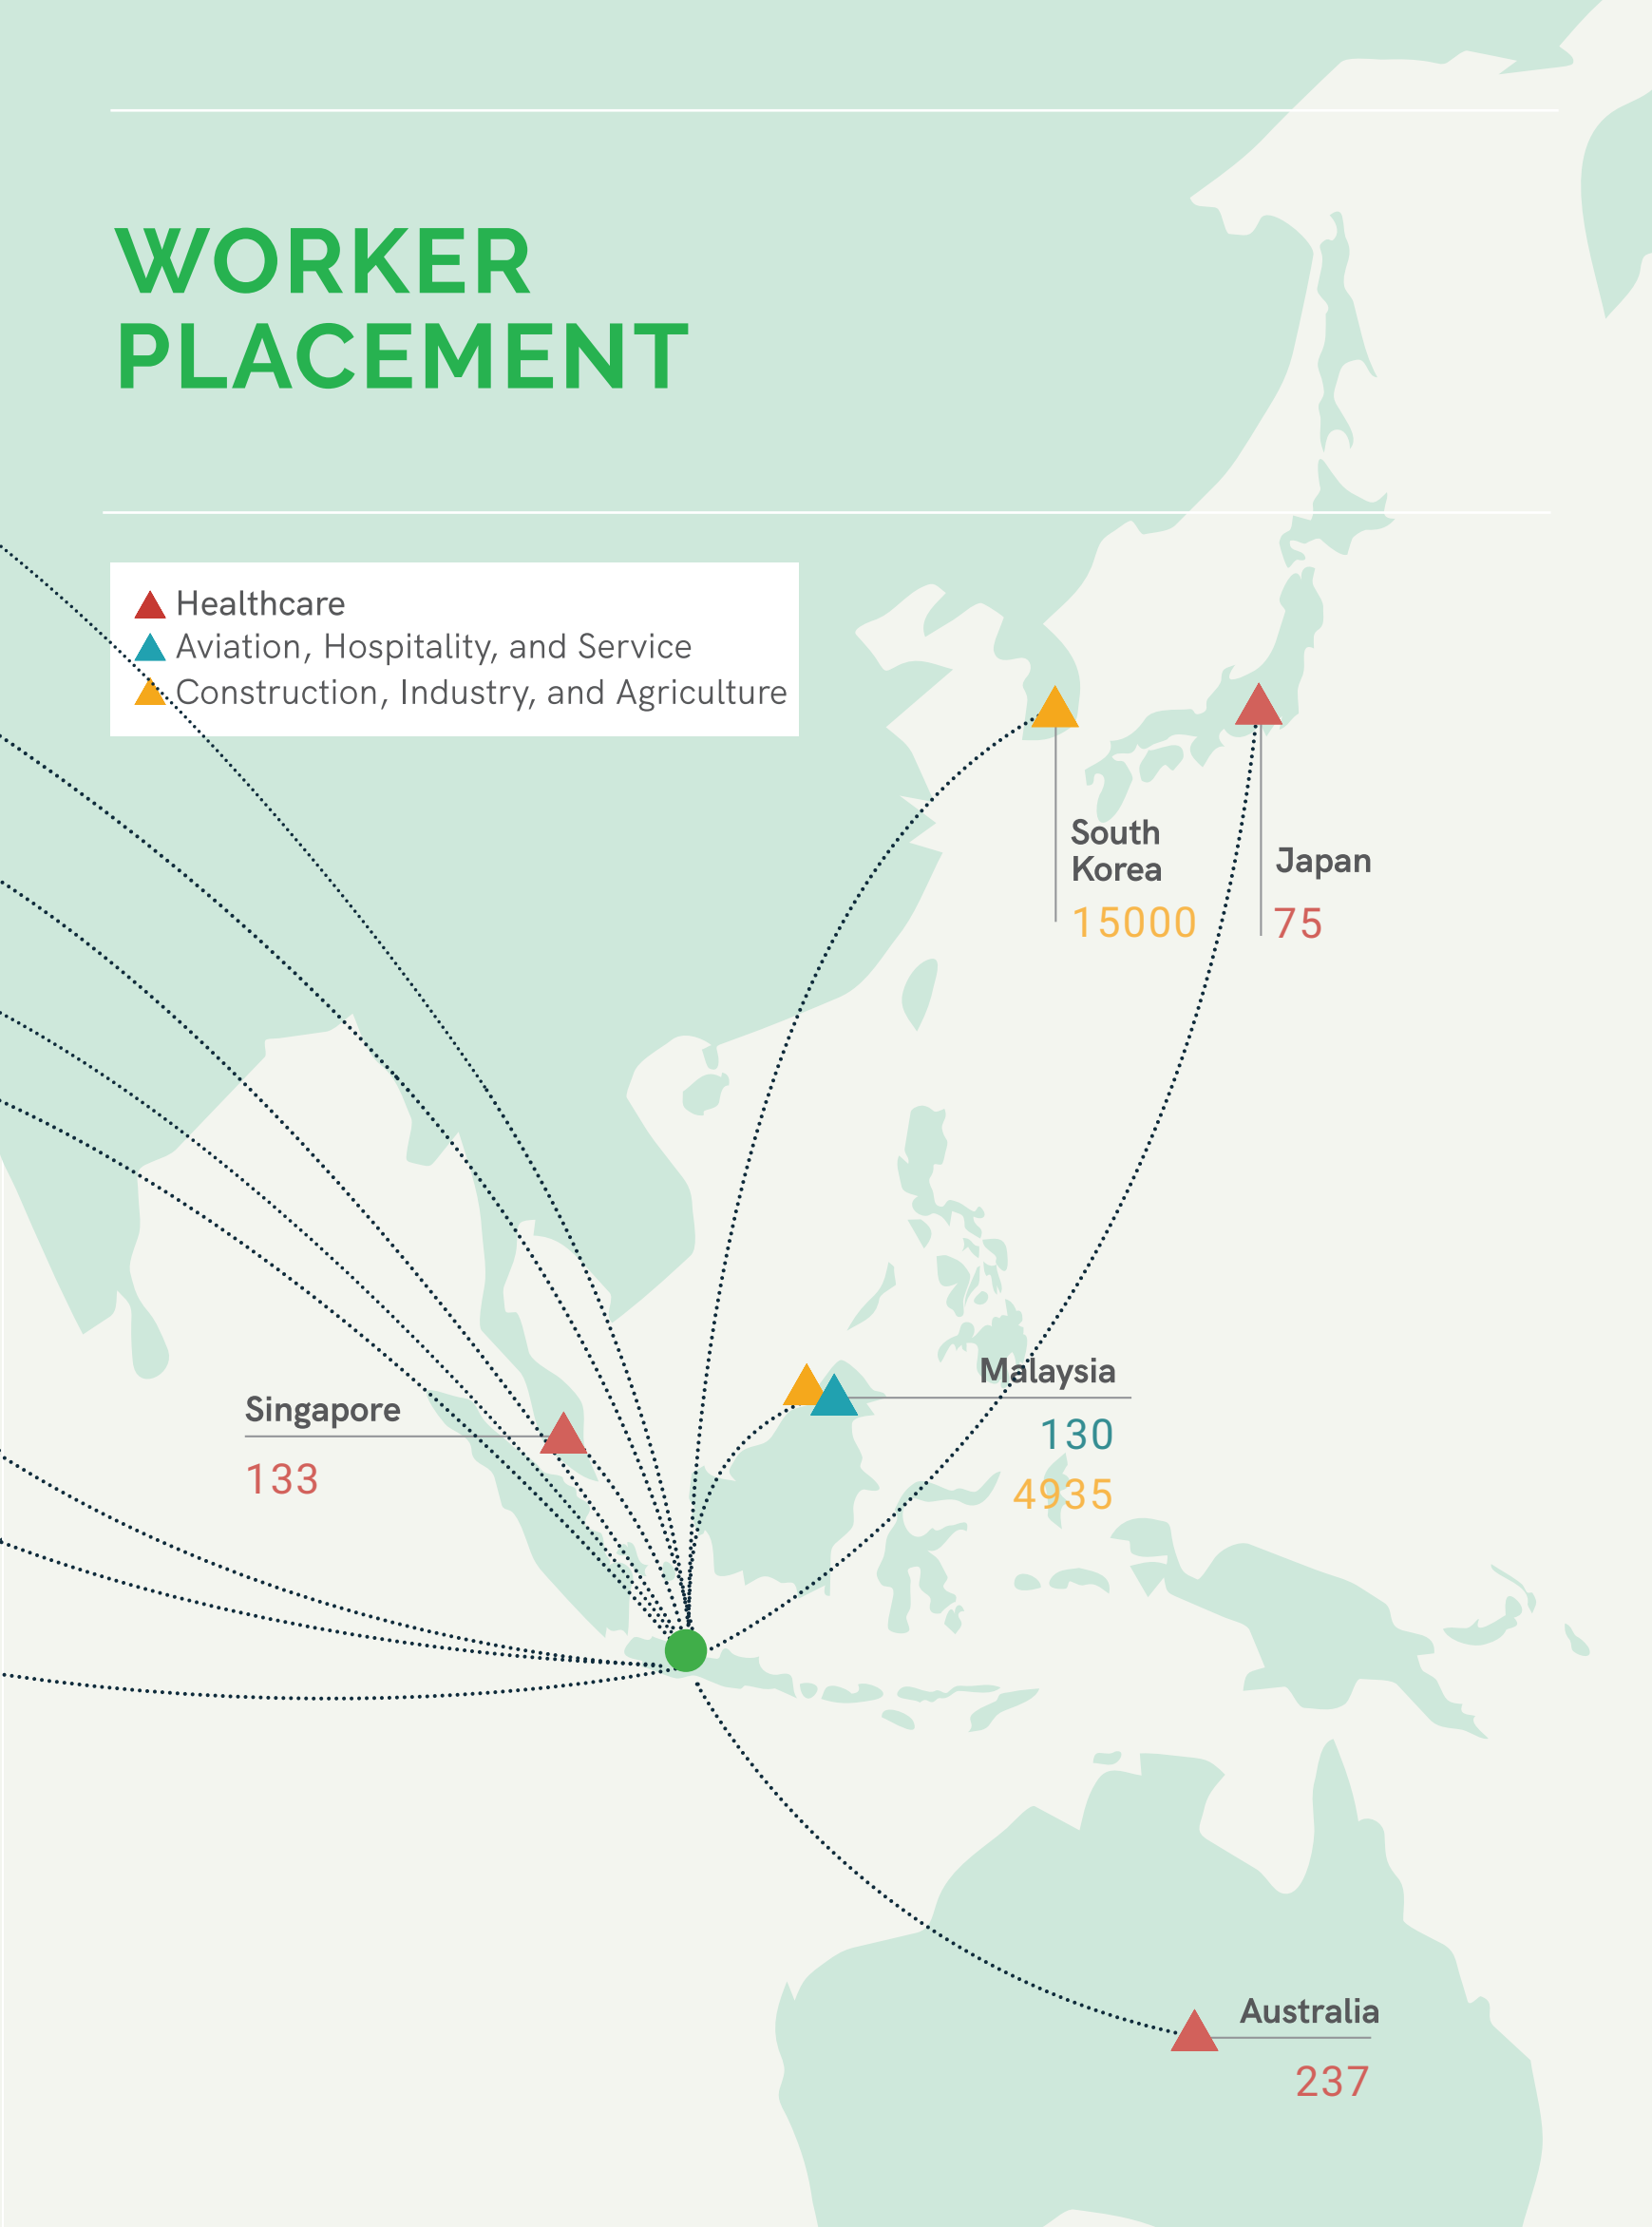 WORKER
PLACEMENT
Healthcare
Aviation, Hospitality, and Service
Construction, Industry, and Agriculture
South
Korea
15000
Japan
75
Malaysia
130
4935
Singapore
133
Australia
237